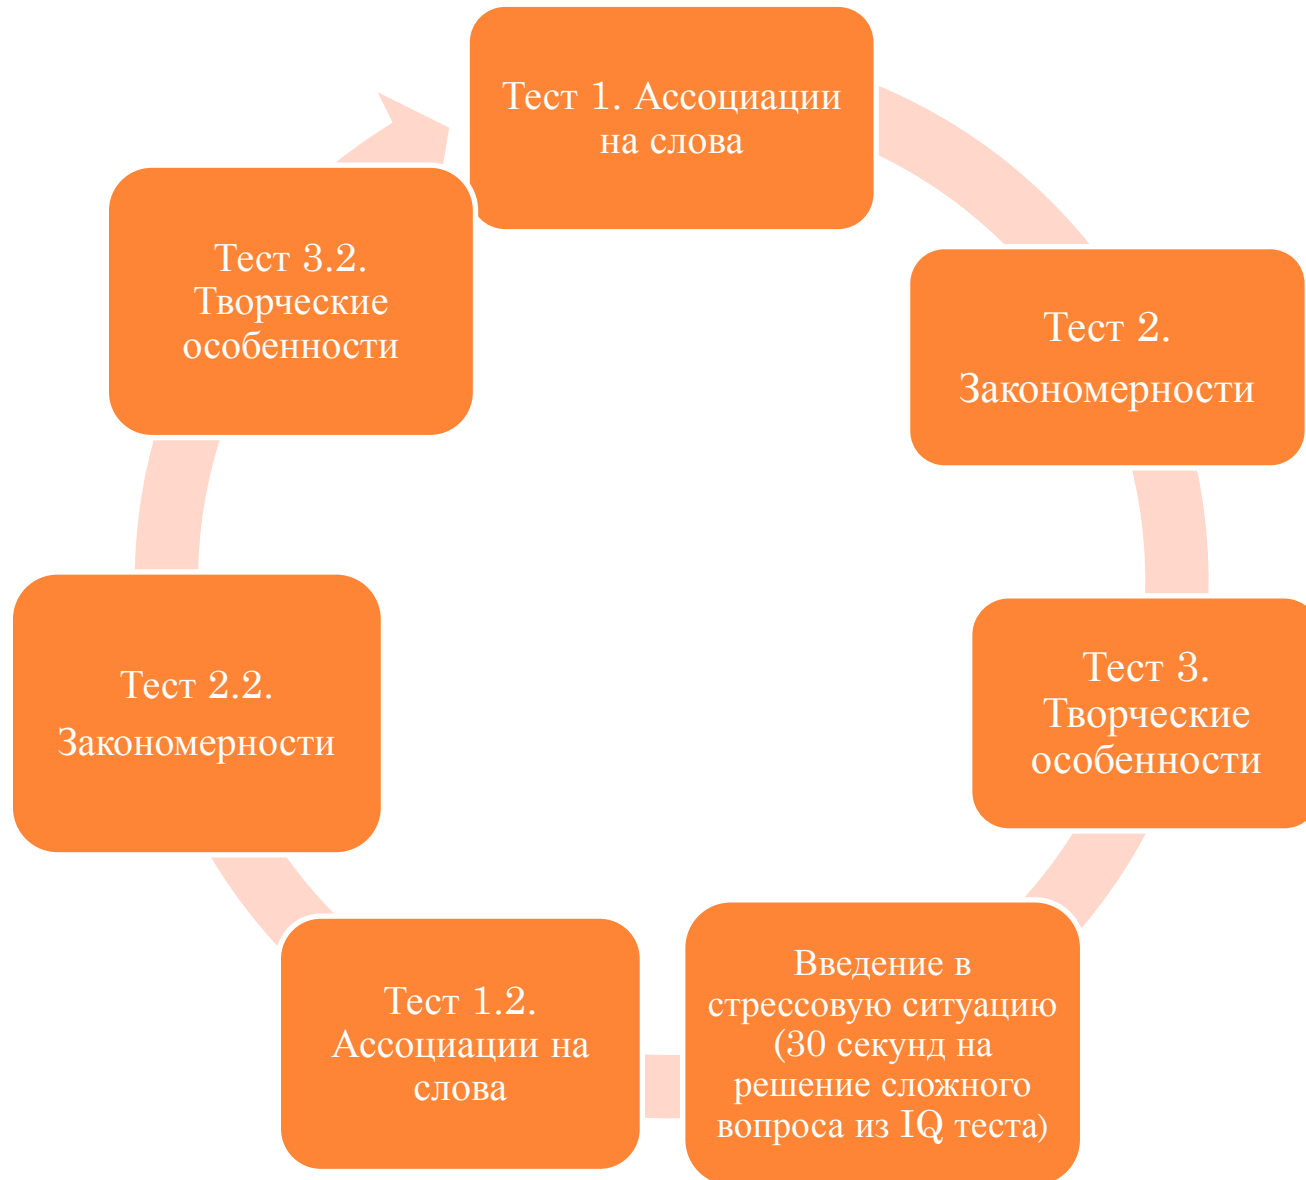 Тест 1. Ассоциации
на слова
Тест 2.
Закономерности
Тест 3.
Творческие
особенности
Введение в
стрессовую ситуацию
(30 секунд на
решение сложного
вопроса из IQ теста)
Тест 1.2.
Ассоциации на
слова
Тест 2.2.
Закономерности
Тест 3.2.
Творческие
особенности